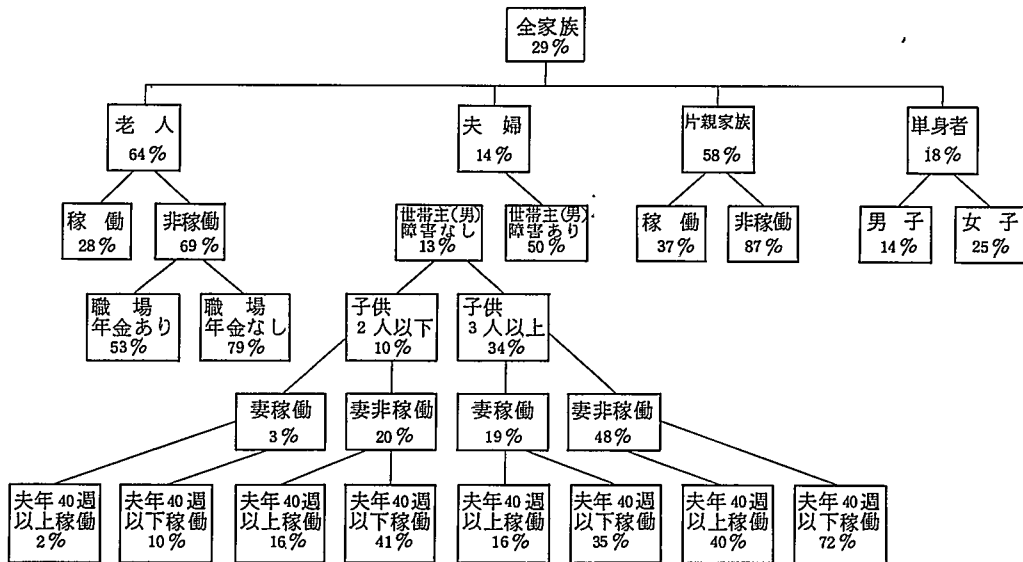 全家族
29%
老人
64%
夫婦
14%
片親家族
58%
単身者
18%
稼働
28%
非稼働
69%
世帯主(男)
障害なし
13%
世帯主(男)
障害あり
50%
稼働
37%
非稼働
87%
男子
14%
女子
25%
職場
年金あり
53%
職場
年金なし
79%
子供
2人以下
10%
子供
3人以上
34%
妻稼働
3%
妻非稼働
20%
妻稼働
19%
妻非稼働
48%
夫年40週
以上稼働
2%
夫年40週
以下稼働
10%
夫年40週
以上稼働
16%
夫年40週
以下稼働
41%
夫年40週
以上稼働
16%
夫年40週
以下稼働
35%
夫年40週
以上稼働
40%
夫年40週
以下稼働
72%